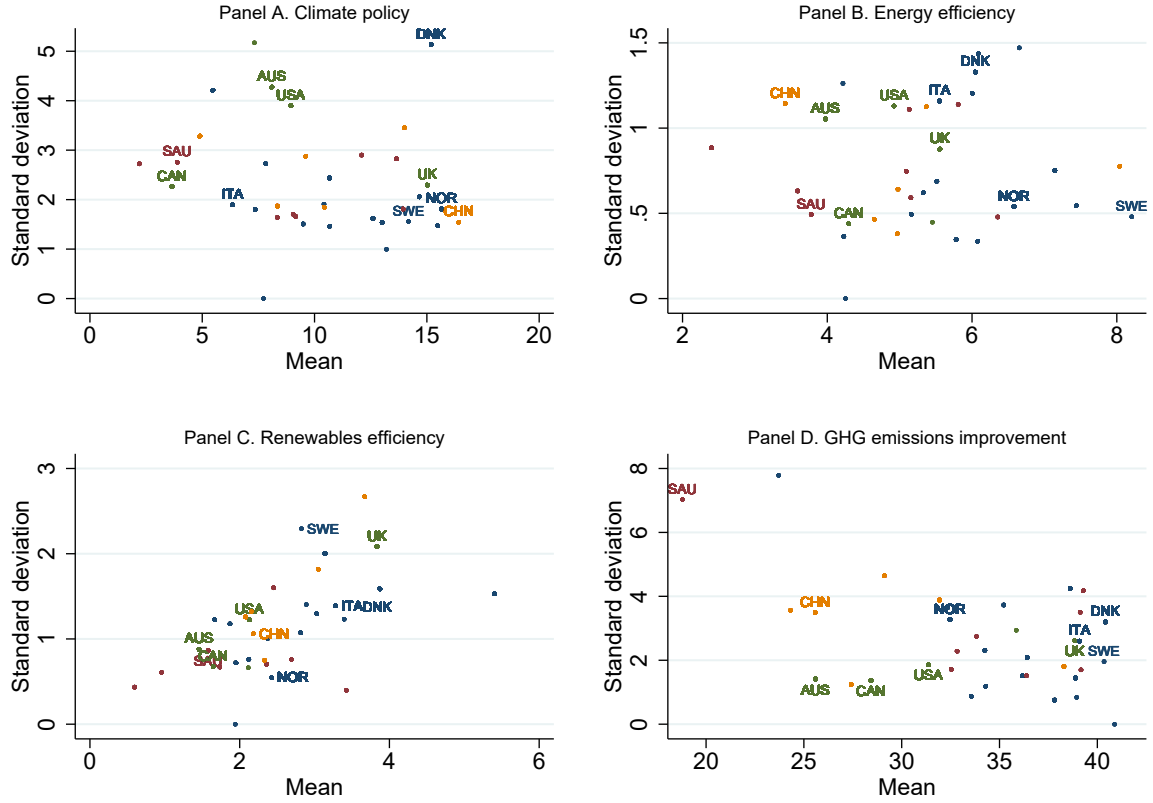 Panel A. Climate policy
Standard deviation
5
4
3
2
1
0
DNK
AUS
USA
SAU
CAN
UK
ITA
NOR
SWE
CHN
0 5 10 15 20
Mean
Panel B. Energy efficiency
Standard deviation
1.5
1
.5
0
DNK
CHN
ITA
USA
AUS
UK
NOR
SAU
SWE
CAN
2 4 6 8
Mean
Panel C. Renewables efficiency
Standard deviation
3
2
1
0
SWE
UK
USA
ITA
DNK
AUS
CHN
CAN
SAU
NOR
0 2 4 6
Mean
Panel D. GHG emissions improvement
Standard deviation
8
6
4
2
0
SAU
CHN
NOR
DNK
ITA
UK
SWE
USA
AUS
CAN
20 25 30 35 40
Mean